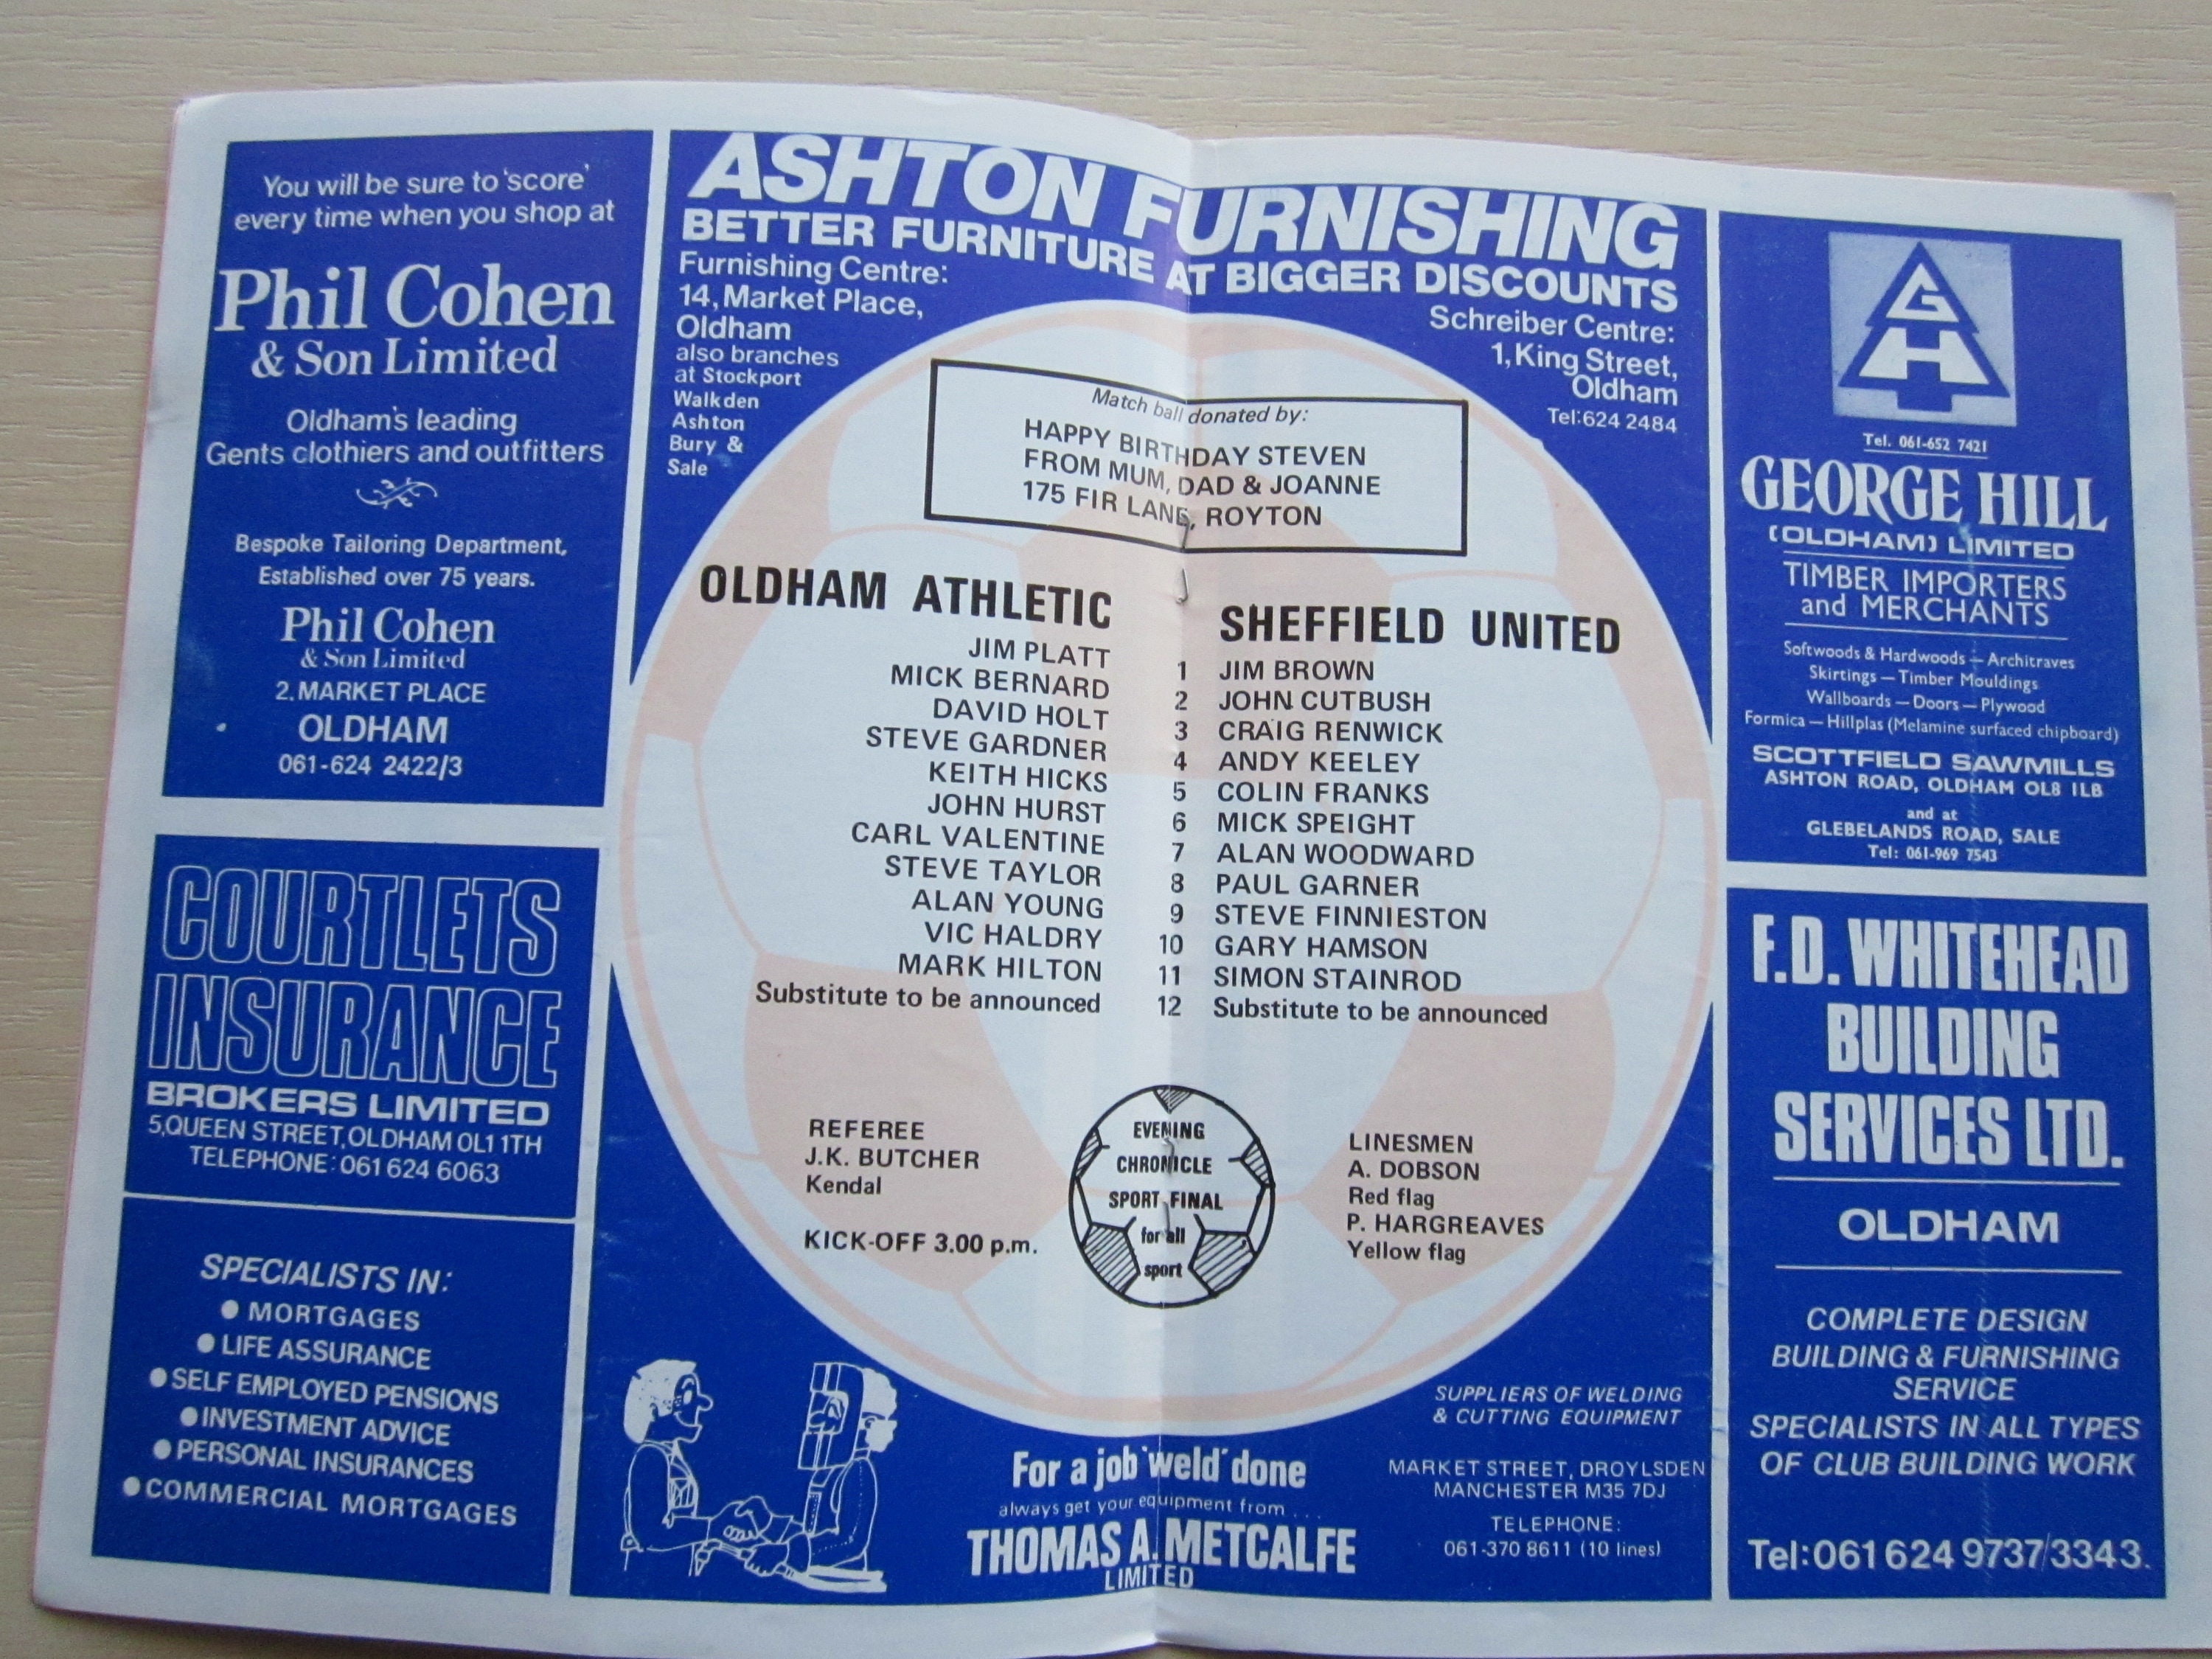 You will be sure to 'score'
every time when you shop at
Phil Cohen
& Son Limited
Oldham's leading
Gents clothiers and outfitters
Bespoke Tailoring Department,
Established over 75 years.
Phil Cohen
& Son Limited
2. MARKET PLACE
OLDHAM
061-624 2422/3
COURTLETS
INSURANCE
BROKERS LIMITED
5, QUEEN STREET, OLDHAM OL1 1TH
TELEPHONE: 061 624 6063
SPECIALISTS IN:
● MORTGAGES
● LIFE ASSURANCE
● SELF EMPLOYED PENSIONS
● INVESTMENT ADVICE
● PERSONAL INSURANCES
● COMMERCIAL MORTGAGES
ASHTON FURNISHING
BETTER FURNITURE AT BIGGER DISCOUNTS
Furnishing Centre:
14, Market Place,
Oldham
also branches
at Stockport
Walkden
Ashton
Bury &
Sale
Schreiber Centre:
1, King Street,
Oldham
Tel: 624 2484
Match ball donated by:
HAPPY BIRTHDAY STEVEN
FROM MUM, DAD & JOANNE
175 FIR LANE, ROYTON
OLDHAM ATHLETIC SHEFFIELD UNITED
JIM PLATT 1 JIM BROWN
MICK BERNARD 2 JOHN CUTBUSH
DAVID HOLT 3 CRAIG RENWICK
STEVE GARDNER 4 ANDY KEELEY
KEITH HICKS 5 COLIN FRANKS
JOHN HURST 6 MICK SPEIGHT
CARL VALENTINE 7 ALAN WOODWARD
STEVE TAYLOR 8 PAUL GARNER
ALAN YOUNG 9 STEVE FINNIESTON
VIC HALDRY 10 GARY HAMSON
MARK HILTON 11 SIMON STAINROD
Substitute to be announced 12 Substitute to be announced
REFEREE
J.K. BUTCHER
Kendal
KICK-OFF 3.00 p.m.
EVENING
CHRONICLE
SPORT FINAL
for all
sport
LINESMEN
A. DOBSON
Red flag
P. HARGREAVES
Yellow flag
For a job 'weld' done
always get your equipment from ...
THOMAS A. METCALFE
LIMITED
SUPPLIERS OF WELDING
& CUTTING EQUIPMENT
MARKET STREET, DROYLSDEN
MANCHESTER M35 7DJ
TELEPHONE:
061-370 8611 (10 lines)
G
H
Tel. 061-652 7421
GEORGE HILL
(OLDHAM) LIMITED
TIMBER IMPORTERS
and MERCHANTS
Softwoods & Hardwoods — Architraves
Skirtings — Timber Mouldings
Wallboards — Doors — Plywood
Formica — Hillplas (Melamine surfaced chipboard)
SCOTTFIELD SAWMILLS
ASHTON ROAD, OLDHAM OL8 1LB
and at
GLEBELANDS ROAD, SALE
Tel: 061-969 7543
F.D. WHITEHEAD
BUILDING
SERVICES LTD.
OLDHAM
COMPLETE DESIGN
BUILDING & FURNISHING
SERVICE
SPECIALISTS IN ALL TYPES
OF CLUB BUILDING WORK
Tel: 061 624 9737/3343.